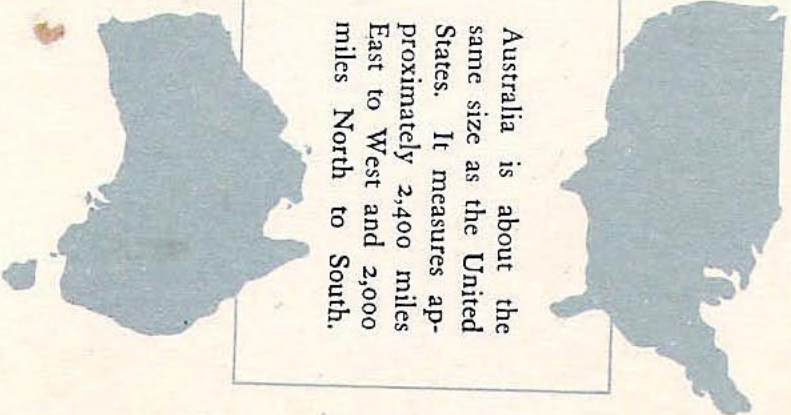 Australia is about the
same size as the United
States. It measures ap-
proximately 2,400 miles
East to West and 2,000
miles North to South.